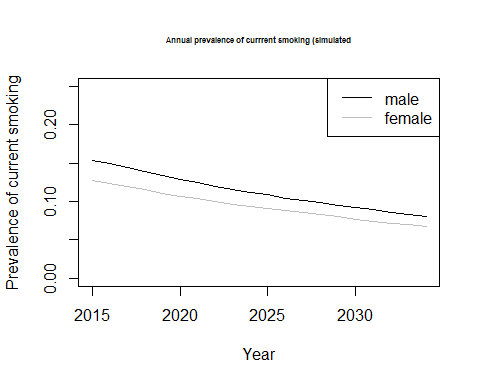 Annual prevalence of currrent smoking (simulated
male
female
Prevalence of current smoking
0.20
0.10
0.00
2015 2020 2025 2030
Year